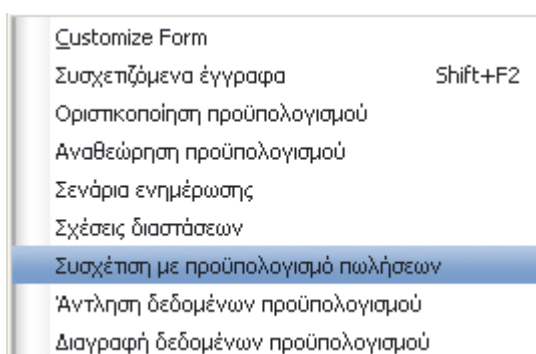 Customize Form
Συσχετιζόμενα έγγραφα Shift+F2
Οριστικοποίηση προϋπολογισμού
Αναθεώρηση προϋπολογισμού
Σενάρια ενημέρωσης
Σχέσεις διαστάσεων
Συσχέτιση με προϋπολογισμό πωλήσεων
Άντληση δεδομένων προϋπολογισμού
Διαγραφή δεδομένων προϋπολογισμού